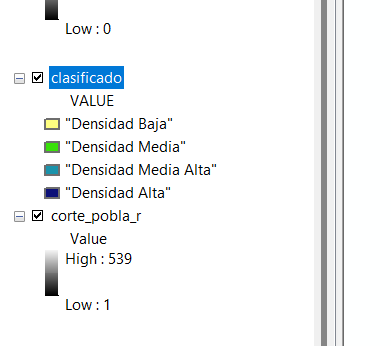 Low : 0
clasificado
VALUE
"Densidad Baja"
"Densidad Media"
"Densidad Media Alta"
"Densidad Alta"
corte_pobla_r
Value
High : 539
Low : 1